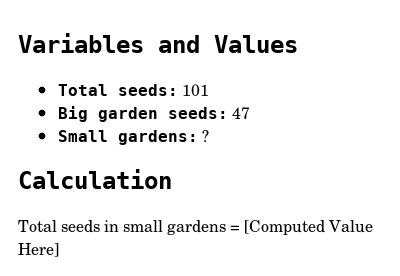 Variables and Values
• Total seeds: 101
• Big garden seeds: 47
• Small gardens: ?
Calculation
Total seeds in small gardens = [Computed Value
Here]